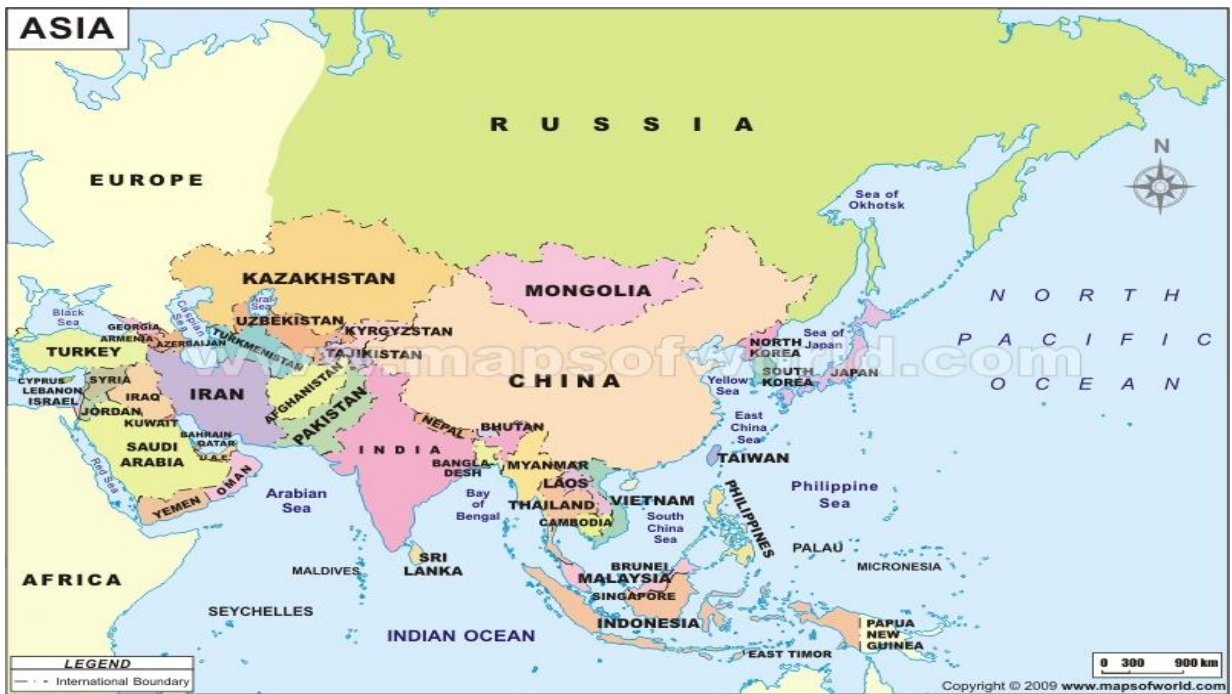 ASIA
RUSSIA
N
EUROPE
Sea of
Okhotsk
KAZAKHSTAN
MONGOLIA
Aral
Sea
Caspian
Sea
Black
Sea
GEORGIA
ARMENIA
AZERBAIJAN
UZBEKISTAN
KYRGYZSTAN
TURKMENISTAN
TAJIKISTAN
NORTH
PACIFIC
OCEAN
www.mapsofworld.com
TURKEY
NORTH
KOREA
Sea of
Japan
SOUTH
KOREA
JAPAN
CYPRUS
LEBANON
ISRAEL
SYRIA
IRAQ
IRAN
AFGHANISTAN
PAKISTAN
CHINA
Yellow
Sea
JORDAN
KUWAIT
East
China
Sea
BAHRAIN
QATAR
U.A.E
SAUDI
ARABIA
NEPAL
BHUTAN
INDIA
BANGLA
DESH
MYANMAR
TAIWAN
Red Sea
OMAN
YEMEN
Arabian
Sea
Bay
of
Bengal
LAOS
THAILAND
VIETNAM
CAMBODIA
South
China
Sea
PHILIPPINES
Philippine
Sea
AFRICA
MALDIVES
SRI
LANKA
BRUNEI
MALAYSIA
SINGAPORE
PALAU
MICRONESIA
SEYCHELLES
INDIAN OCEAN
INDONESIA
PAPUA
NEW
GUINEA
EAST TIMOR
LEGEND
International Boundary
0 300 900 km
Copyright © 2009 www.mapsofworld.com